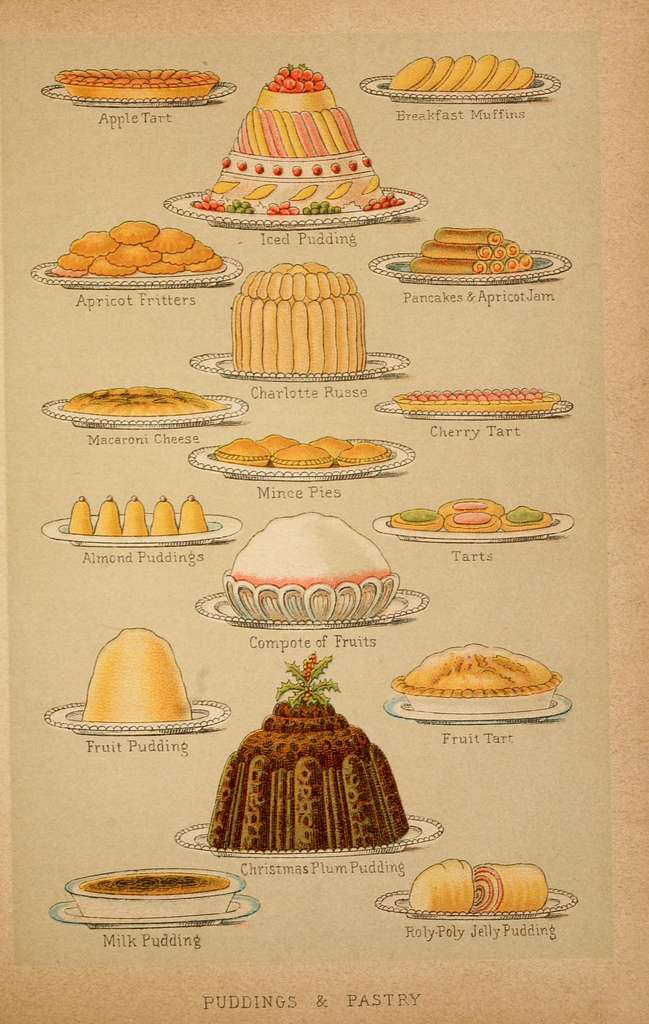 Apple Tart
Breakfast Muffins
Iced Pudding
Apricot Fritters
Pancakes & Apricot Jam
Charlotte Russe
Macaroni Cheese
Cherry Tart
Mince Pies
Almond Puddings
Tarts
Compote of Fruits
Fruit Pudding
Fruit Tart
Christmas Plum Pudding
Milk Pudding
Roly-Poly Jelly Pudding
PUDDINGS & PASTRY